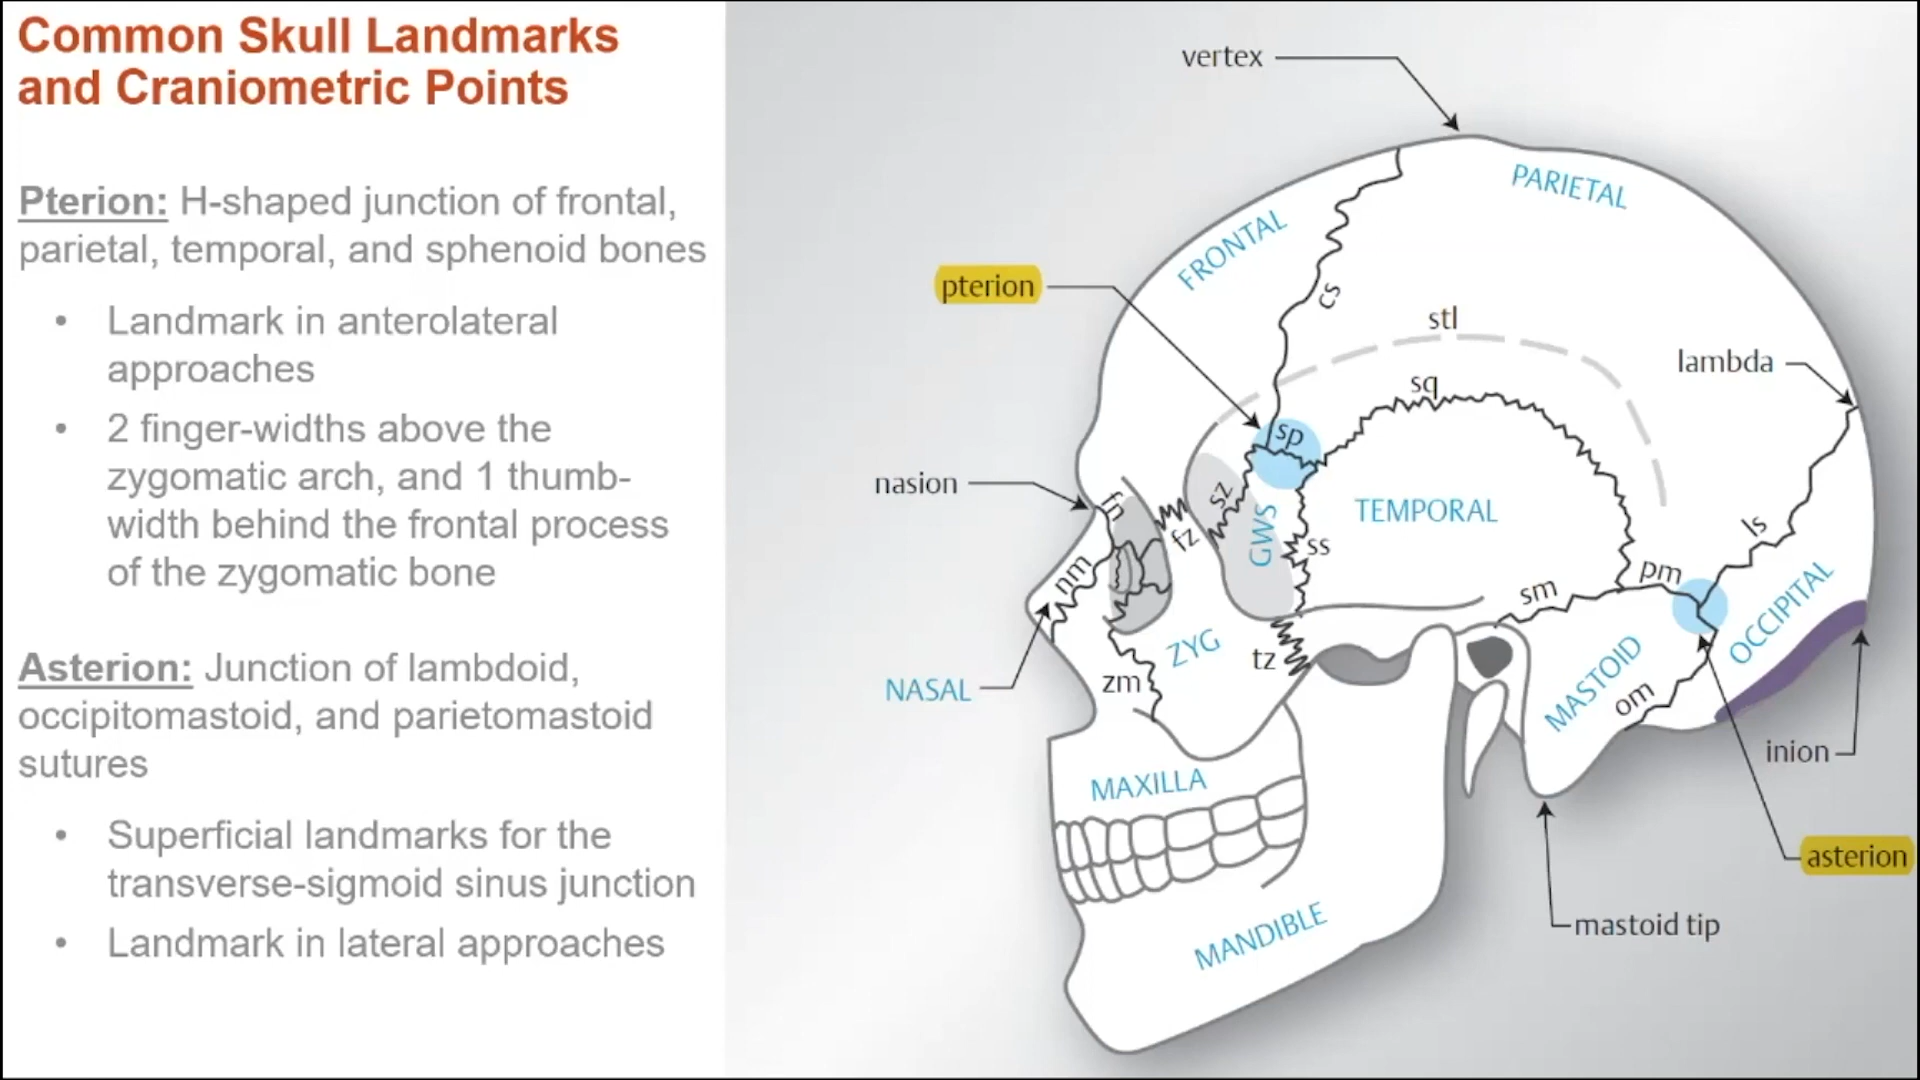 Common Skull Landmarks
and Craniometric Points
Pterion: H-shaped junction of frontal,
parietal, temporal, and sphenoid bones
• Landmark in anterolateral
approaches
• 2 finger-widths above the
zygomatic arch, and 1 thumb-
width behind the frontal process
of the zygomatic bone
Asterion: Junction of lambdoid,
occipitomastoid, and parietomastoid
sutures
• Superficial landmarks for the
transverse-sigmoid sinus junction
• Landmark in lateral approaches
vertex
PARIETAL
FRONTAL
pterion
cs
stl
lambda
sq
sp
nasion
fn
sz
fz
GWS
TEMPORAL
ss
ls
nm
pm
sm
OCCIPITAL
ZYG
tz
zm
NASAL
MASTOID
om
inion
MAXILLA
asterion
MANDIBLE
mastoid tip